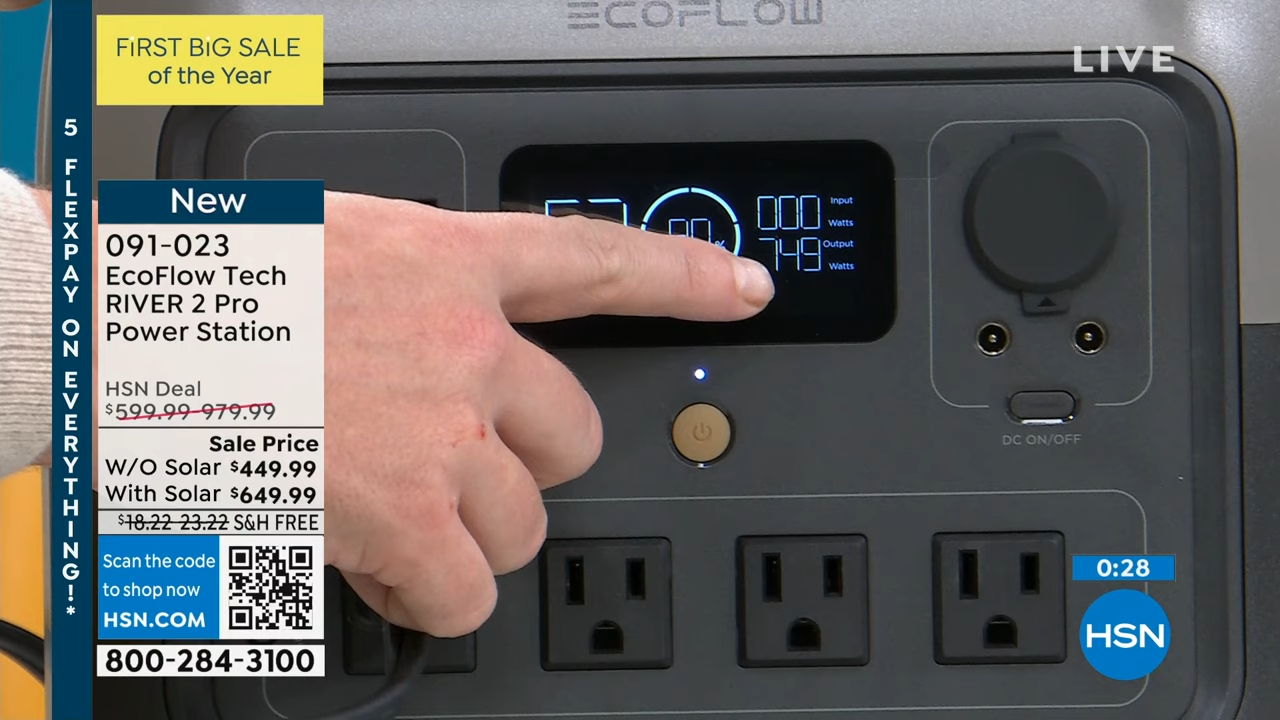 ECOFLOW
LIVE
FiRST BiG SALE
of the Year
5 FLEXPAY ON EVERYTHING!*
New
091-023
EcoFlow Tech
RIVER 2 Pro
Power Station
HSN Deal
$599.99-979.99
Sale Price
W/O Solar $449.99
With Solar $649.99
$18.22-23.22 S&H FREE
Scan the code
to shop now
HSN.COM
800-284-3100
000 Input
Watts
749 Output
Watts
%
DC ON/OFF
0:28
HSN